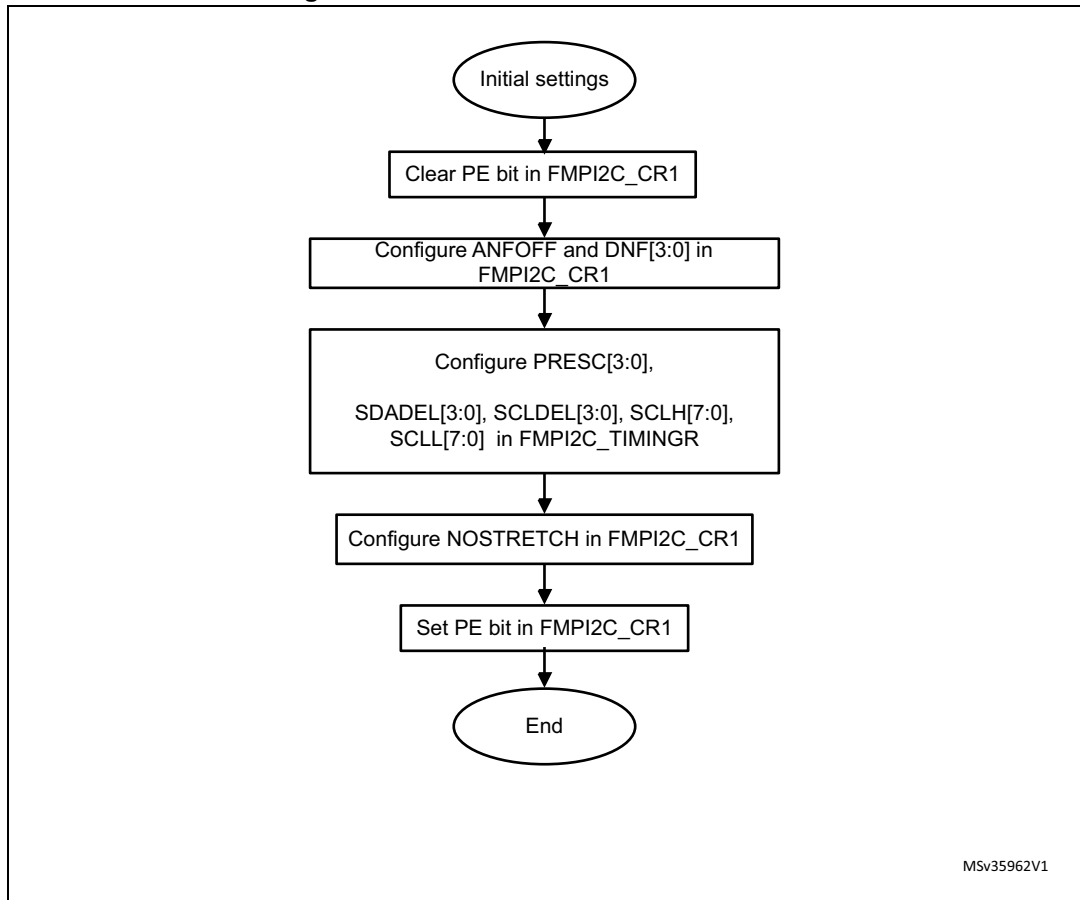 Initial settings
Clear PE bit in FMPI2C_CR1
Configure ANFOFF and DNF[3:0] in
FMPI2C_CR1
Configure PRESC[3:0],
SDADEL[3:0], SCLDEL[3:0], SCLH[7:0],
SCLL[7:0] in FMPI2C_TIMINGR
Configure NOSTRETCH in FMPI2C_CR1
Set PE bit in FMPI2C_CR1
End
MSv35962V1